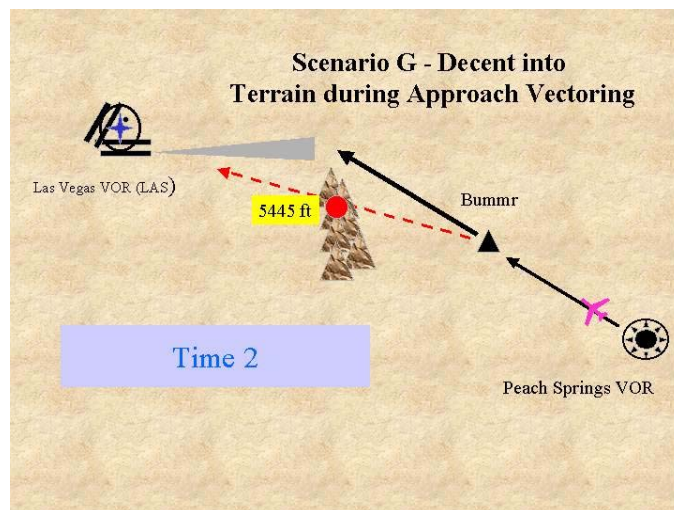 Scenario G - Decent into
Terrain during Approach Vectoring
Las Vegas VOR (LAS)
Bummr
5445 ft
Time 2
Peach Springs VOR